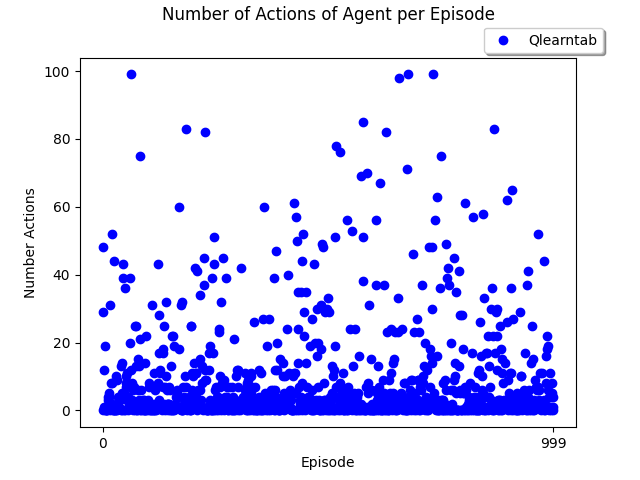 Number of Actions of Agent per Episode
Qlearntab
100
80
60
40
20
0
Number Actions
0 999
Episode